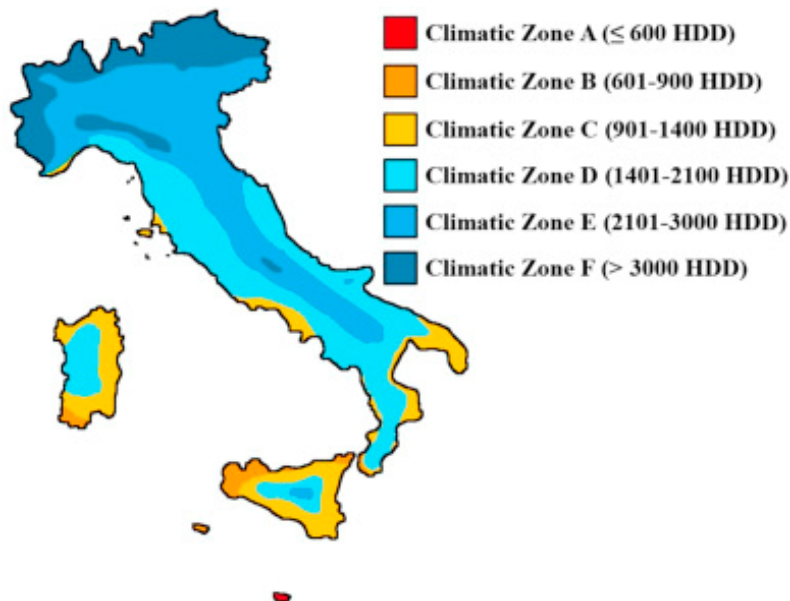 Climatic Zone A (≤ 600 HDD)
Climatic Zone B (601-900 HDD)
Climatic Zone C (901-1400 HDD)
Climatic Zone D (1401-2100 HDD)
Climatic Zone E (2101-3000 HDD)
Climatic Zone F (> 3000 HDD)